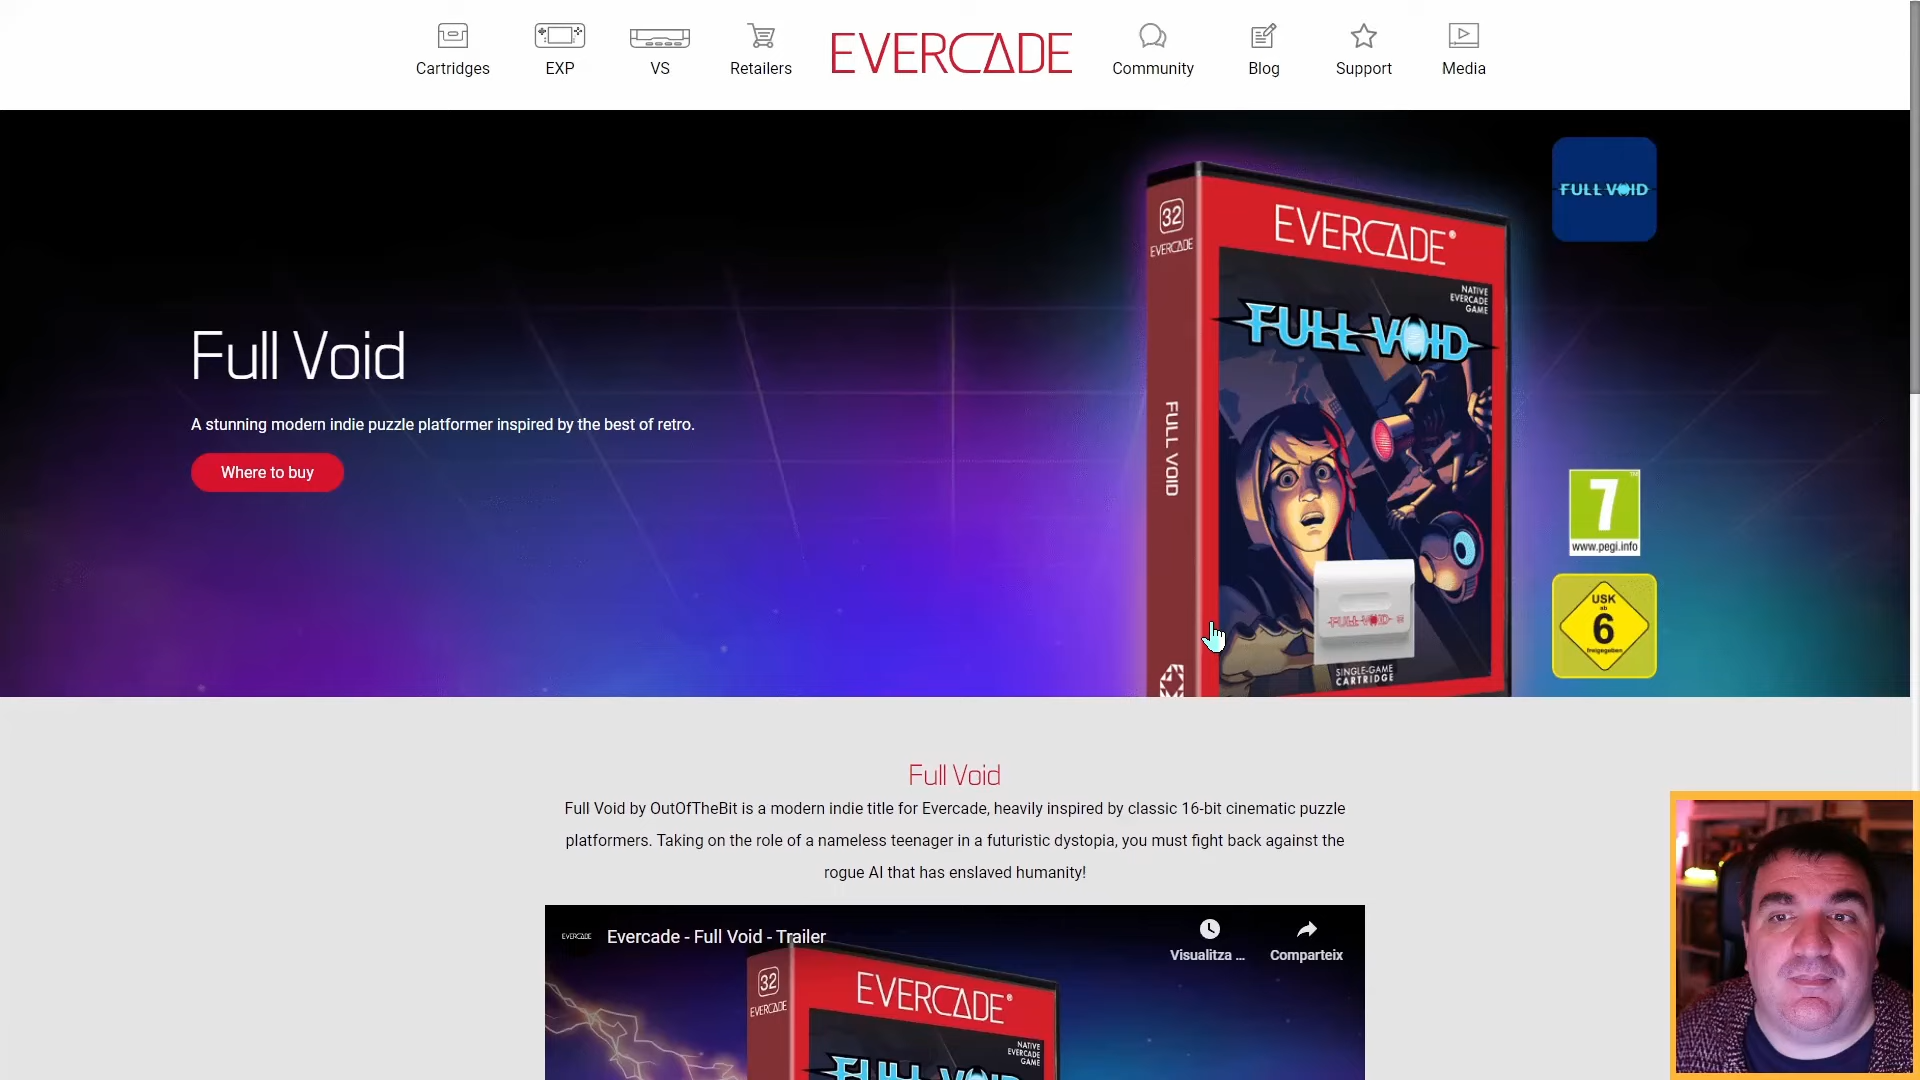 Cartridges
EXP
VS
Retailers
EVERCADE
Community
Blog
Support
Media
Full Void
A stunning modern indie puzzle platformer inspired by the best of retro.
Where to buy
32
EVERCADE
FULL VOID
EVERCADE®
NATIVE
EVERCADE
GAME
FULL VOID
FULL VOID
SINGLE-GAME
CARTRIDGE
FULL VOID
7
www.pegi.info
USK
ab
6
freigegeben
Full Void
Full Void by OutOfTheBit is a modern indie title for Evercade, heavily inspired by classic 16-bit cinematic puzzle
platformers. Taking on the role of a nameless teenager in a futuristic dystopia, you must fight back against the
rogue AI that has enslaved humanity!
EVERCADE
Evercade - Full Void - Trailer
Visualitza ...
Comparteix
32
EVERCADE
EVERCADE®
NATIVE
EVERCADE
GAME
FULL VOID